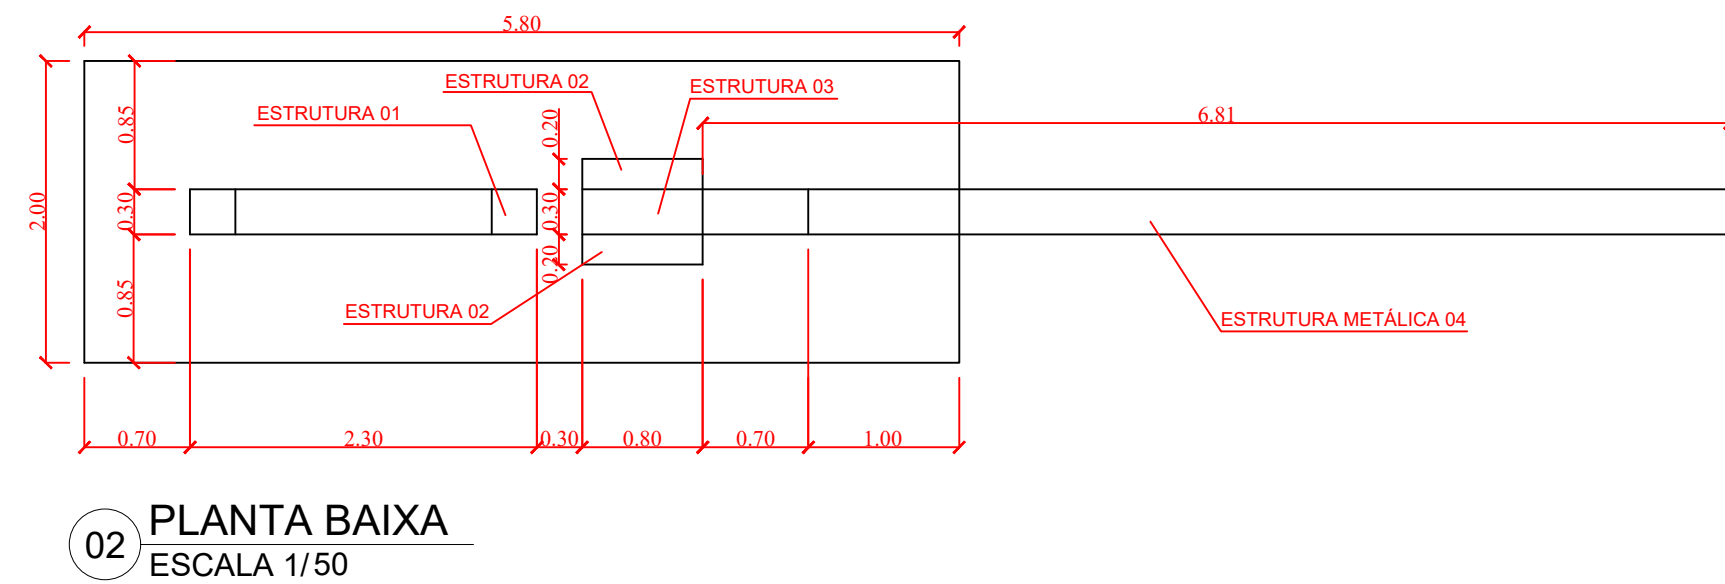 5.80
ESTRUTURA 02
ESTRUTURA 03
ESTRUTURA 01
6.81
0.85
0.20
2.00
0.30
0.30
0.20
0.85
ESTRUTURA 02
ESTRUTURA METÁLICA 04
0.70
2.30
0.30
0.80
0.70
1.00
02
PLANTA BAIXA
ESCALA 1/50